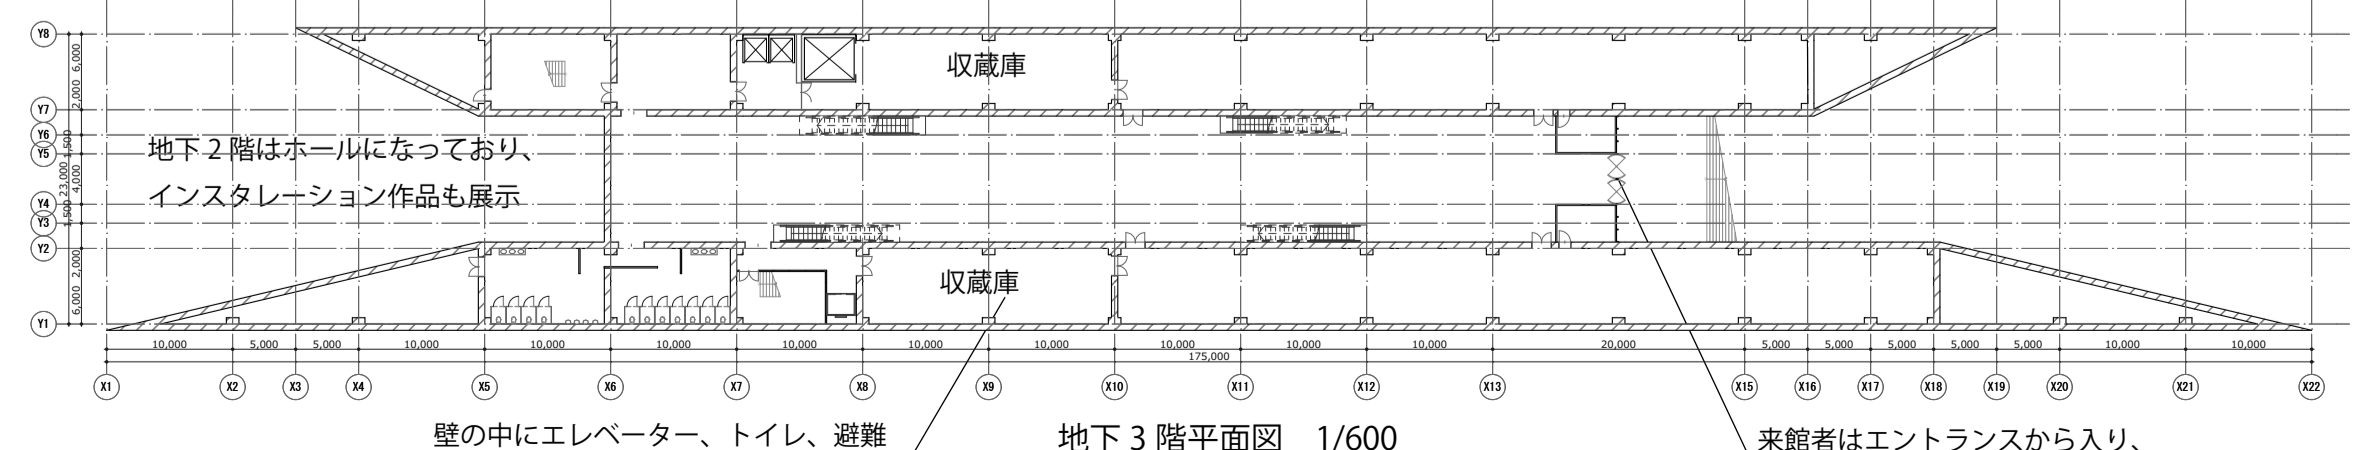 Y8
6,000
収蔵庫
2,000
Y7
Y6
1,500
地下 2 階はホールになっており、
Y5
23,000
4,000
インスタレーション作品も展示
Y4
1,500
Y3
Y2
2,000
収蔵庫
6,000
Y1
10,000 5,000 5,000 10,000 10,000 10,000 10,000 10,000 10,000 10,000 10,000 10,000 20,000 5,000 5,000 5,000 5,000 5,000 10,000 10,000
175,000
X1 X2 X3 X4 X5 X6 X7 X8 X9 X10 X11 X12 X13 X15 X16 X17 X18 X19 X20 X21 X22
壁の中にエレベーター、トイレ、避難
地下 3 階平面図 1/600
来館者はエントランスから入り、